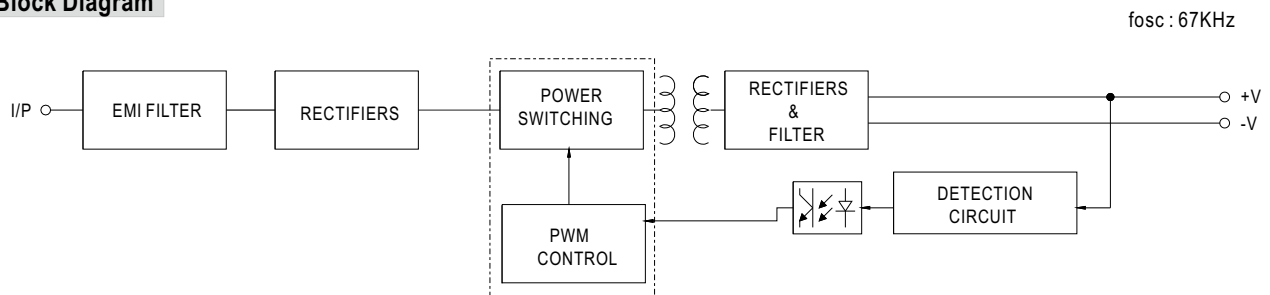 Block Diagram
fosc : 67KHz
I/P
EMI FILTER
RECTIFIERS
POWER
SWITCHING
RECTIFIERS
&
FILTER
+V
-V
DETECTION
CIRCUIT
PWM
CONTROL